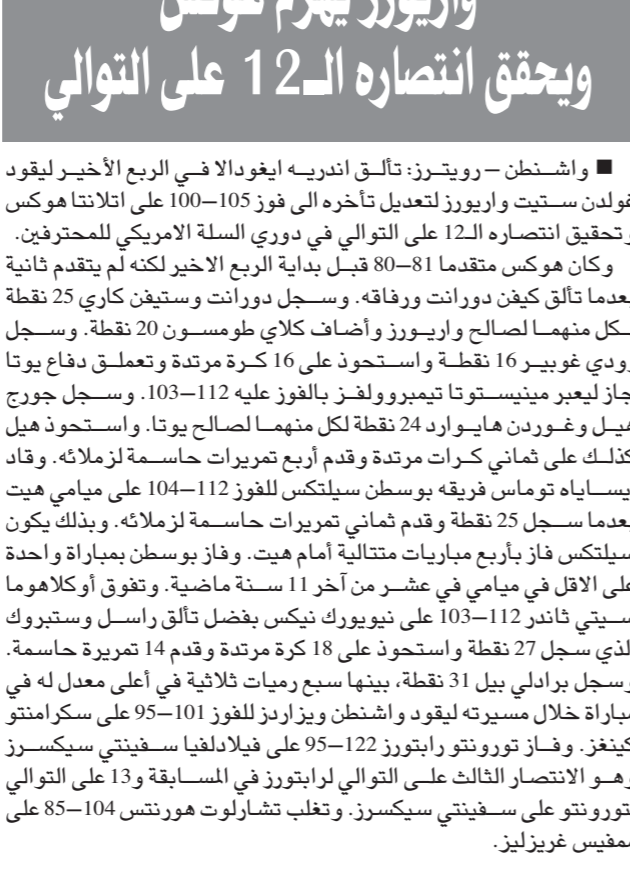 واريورز يهزم هوكس
ويحقق انتصاره الـ12 على التوالي
■ واشنطن – رويترز: تألق اندريه ايغودالا في الربع الأخير ليقود
غولدن ستيت واريورز لتعديل تأخره الى فوز 105–100 على اتلانتا هوكس
وتحقيق انتصاره الـ12 على التوالي في دوري السلة الامريكي للمحترفين.
وكان هوكس متقدما 81–80 قبل بداية الربع الاخير لكنه لم يتقدم ثانية
بعدما تألق كيفن دورانت ورفاقه. وسجل دورانت وستيفن كاري 25 نقطة
لكل منهما لصالح واريورز وأضاف كلاي طومسون 20 نقطة. وسجل
رودي غوبير 16 نقطة واستحوذ على 16 كرة مرتدة وتعملق دفاع يوتا
جاز ليعبر مينيستوتا تيمبروولفز بالفوز عليه 112–103. وسجل جورج
هيل وغوردن هايوارد 24 نقطة لكل منهما لصالح يوتا. واستحوذ هيل
كذلك على ثماني كرات مرتدة وقدم أربع تمريرات حاسمة لزملائه. وقاد
ايساياه توماس فريقه بوسطن سيلتكس للفوز 112–104 على ميامي هيت
بعدما سجل 25 نقطة وقدم ثماني تمريرات حاسمة لزملائه. وبذلك يكون
سيلتكس فاز بأربع مباريات متتالية أمام هيت. وفاز بوسطن بمباراة واحدة
على الاقل في ميامي في عشر من آخر 11 سنة ماضية. وتفوق أوكلاهوما
سيتي ثاندر 112–103 على نيويورك نيكس بفضل تألق راسل وستبروك
الذي سجل 27 نقطة واستحوذ على 18 كرة مرتدة وقدم 14 تمريرة حاسمة.
وسجل برادلي بيل 31 نقطة، بينها سبع رميات ثلاثية في أعلى معدل له في
مباراة خلال مسيرته ليقود واشنطن ويزاردز للفوز 101–95 على سكرامنتو
كينغز. وفاز تورونتو رابتورز 122–95 على فيلادلفيا سفينتي سيكسرز
وهو الانتصار الثالث على التوالي لرابتورز في المسابقة و13 على التوالي
لتورونتو على سفينتي سيكسرز. وتغلب تشارلوت هورنتس 104–85 على
ممفيس غريزليز.